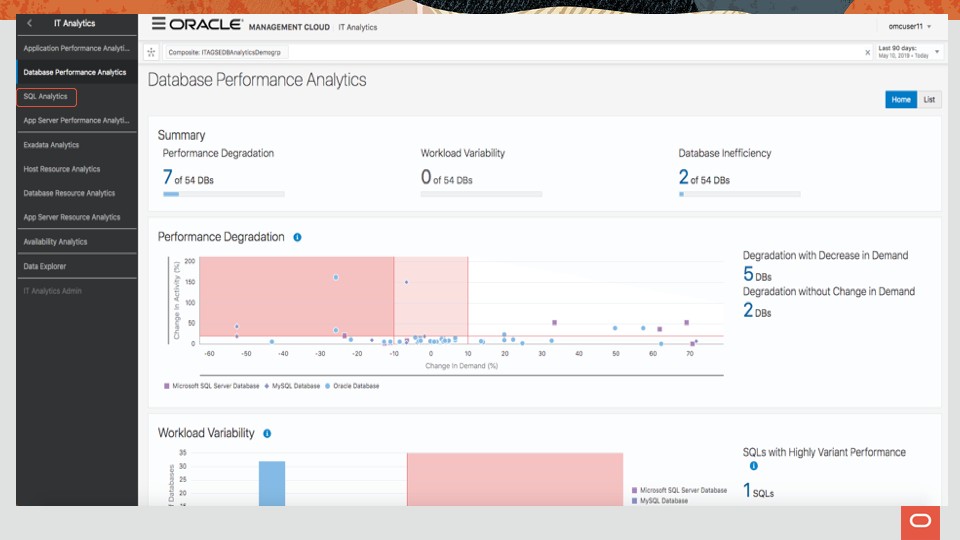 IT Analytics
Application Performance Analyti...
Database Performance Analytics
SQL Analytics
App Server Performance Analyti...
Exadata Analytics
Host Resource Analytics
Database Resource Analytics
App Server Resource Analytics
Availability Analytics
Data Explorer
IT Analytics Admin
ORACLE MANAGEMENT CLOUD IT Analytics
omcuser11
Composite: ITAGSEDBAnalyticsDemogrp
Last 90 days:
May 10, 2019 - Today
Database Performance Analytics
Home List
Summary
Performance Degradation Workload Variability Database Inefficiency
7 of 54 DBs 0 of 54 DBs 2 of 54 DBs
Performance Degradation
Change In Activity (%)
200
150
100
50
0
-60 -50 -40 -30 -20 -10 0 10 20 30 40 50 60 70
Change In Demand (%)
Microsoft SQL Server Database MySQL Database Oracle Database
Degradation with Decrease in Demand
5 DBs
Degradation without Change in Demand
2 DBs
Workload Variability
Databases
35
30
25
20
Microsoft SQL Server Database
MySQL Database
SQLs with Highly Variant Performance
1 SQLs